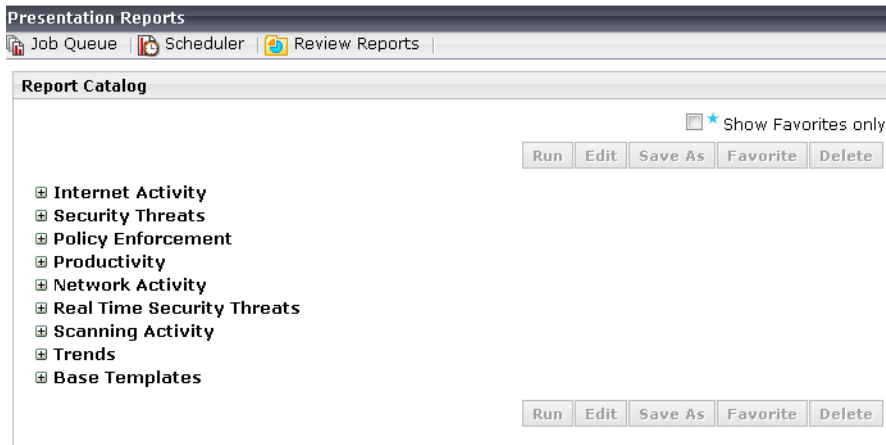 Presentation Reports
Job Queue | Scheduler | Review Reports |
Report Catalog
Show Favorites only
Run Edit Save As Favorite Delete
Internet Activity
Security Threats
Policy Enforcement
Productivity
Network Activity
Real Time Security Threats
Scanning Activity
Trends
Base Templates
Run Edit Save As Favorite Delete